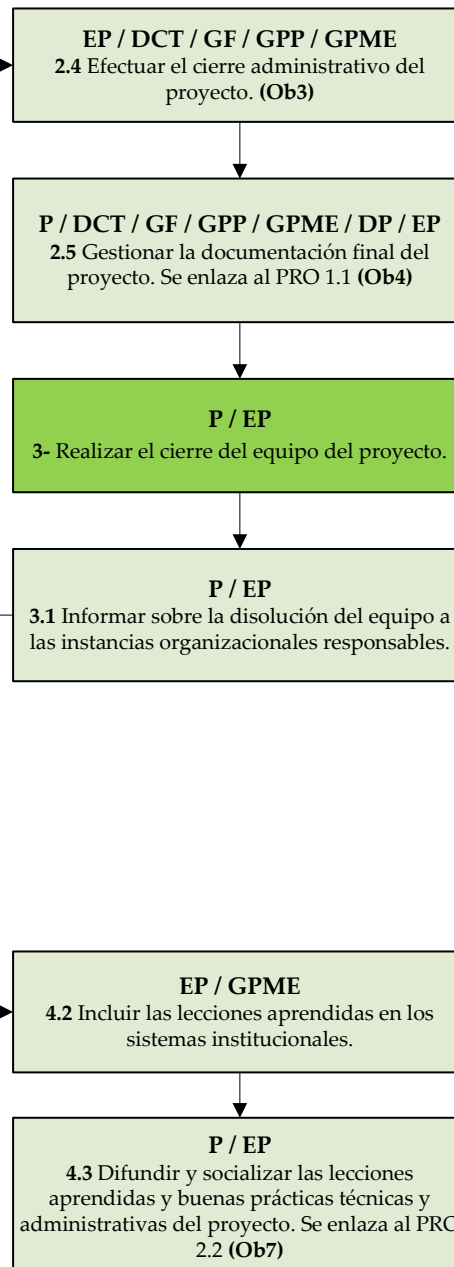 EP / DCT / GF / GPP / GPME
2.4 Efectuar el cierre administrativo del
proyecto. (Ob3)
P / DCT / GF / GPP / GPME / DP / EP
2.5 Gestionar la documentación final del
proyecto. Se enlaza al PRO 1.1 (Ob4)
P / EP
3- Realizar el cierre del equipo del proyecto.
P / EP
3.1 Informar sobre la disolución del equipo a
las instancias organizacionales responsables.
EP / GPME
4.2 Incluir las lecciones aprendidas en los
sistemas institucionales.
P / EP
4.3 Difundir y socializar las lecciones
aprendidas y buenas prácticas técnicas y
administrativas del proyecto. Se enlaza al PRO
2.2 (Ob7)